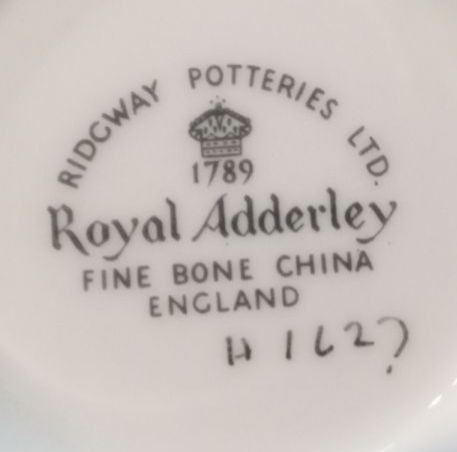 RIDGWAY POTTERIES LTD.
1789
Royal Adderley
FINE BONE CHINA
ENGLAND
H 1627